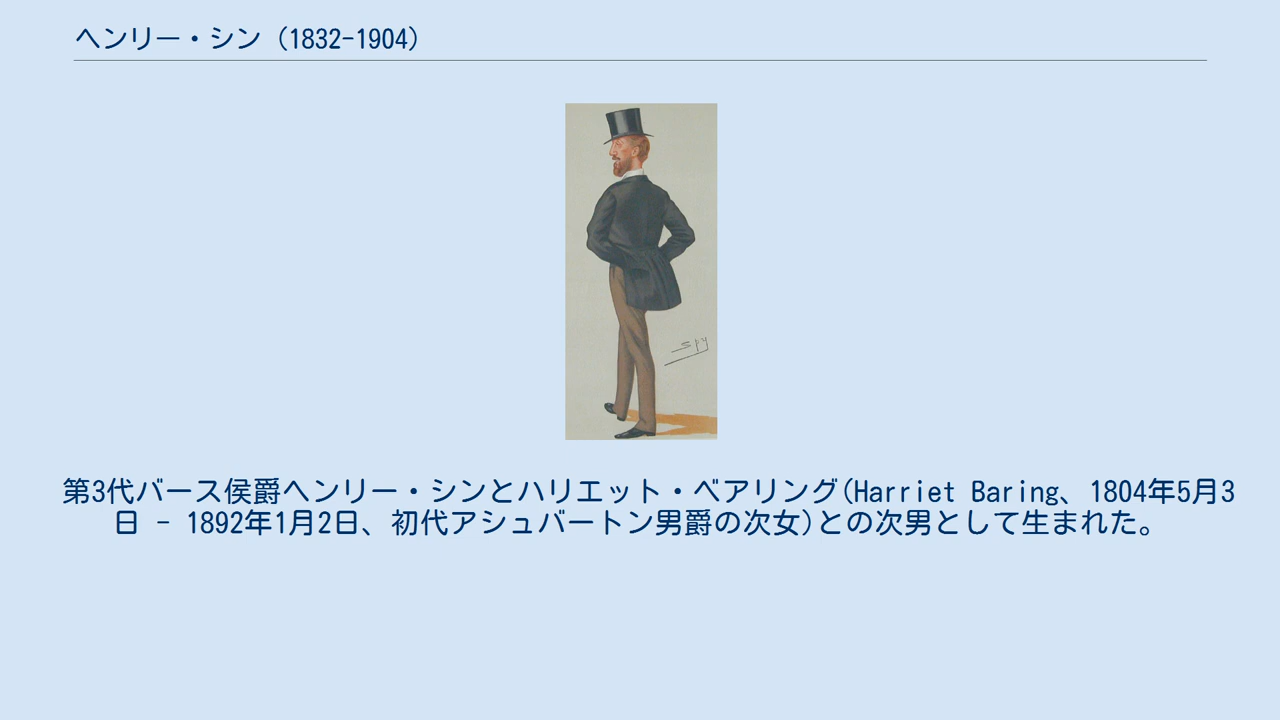 ヘンリー・シン (1832-1904)
spy
第3代バース侯爵ヘンリー・シンとハリエット・ベアリング(Harriet Baring、1804年5月3
日 - 1892年1月2日、初代アシュバートン男爵の次女)との次男として生まれた。